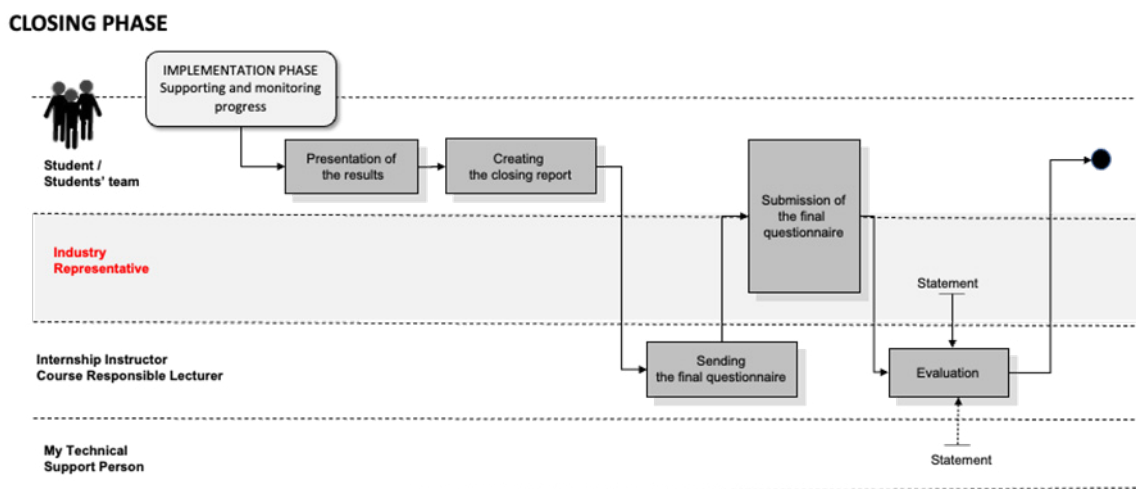 CLOSING PHASE
IMPLEMENTATION PHASE
Supporting and monitoring
progress
Student /
Students' team
Presentation of
the results
Creating
the closing report
Submission of
the final
questionnaire
Industry
Representative
Statement
Internship Instructor
Course Responsible Lecturer
Sending
the final questionnaire
Evaluation
My Technical
Support Person
Statement